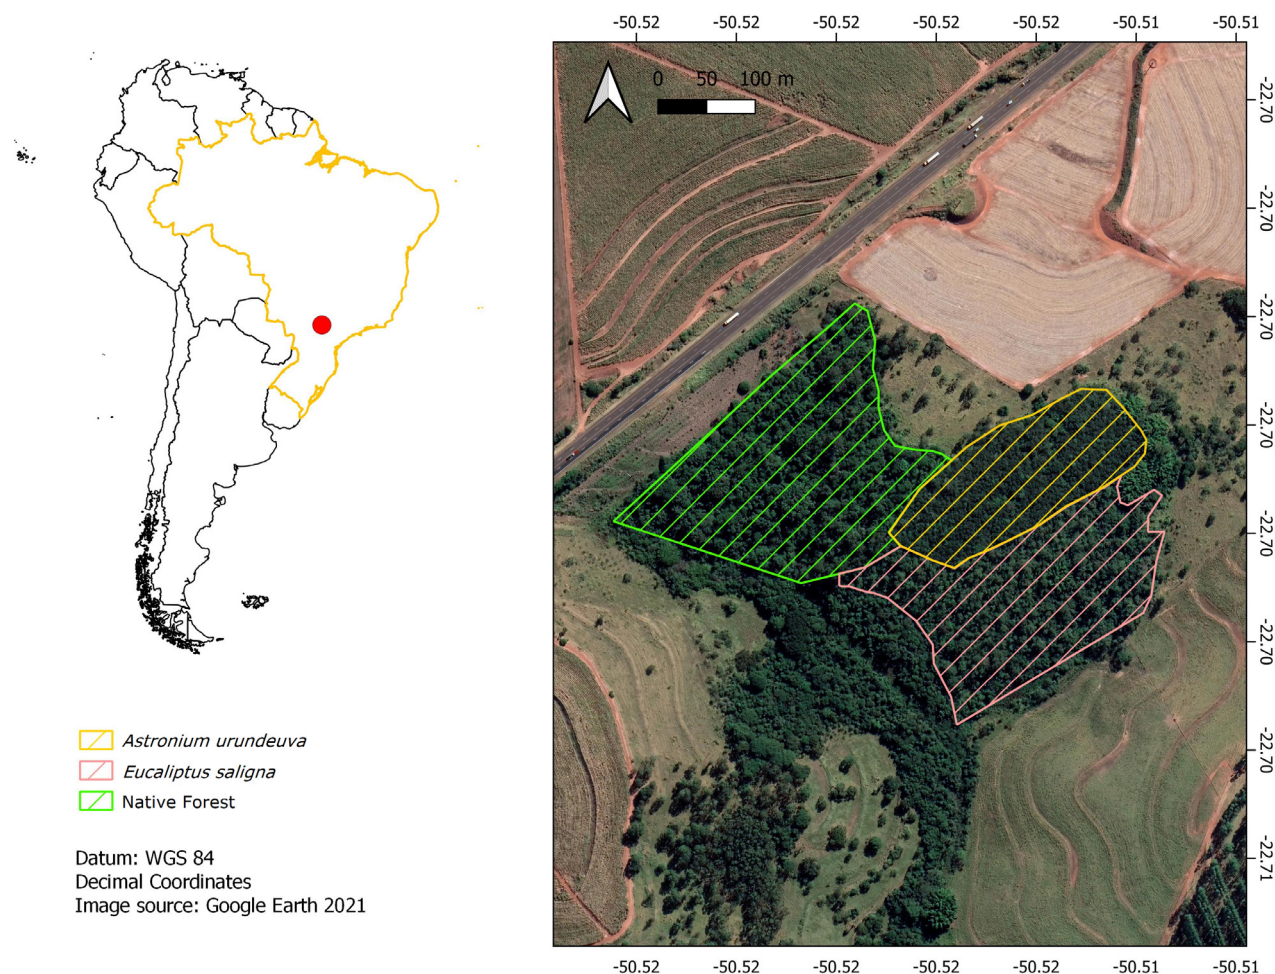 -50.52 -50.52 -50.52 -50.52 -50.52 -50.51 -50.51
0 50 100 m
-22.70
-22.70
-22.70
-22.70
-22.70
-22.70
-22.70
-22.71
Astronium urundeuva
Eucaliptus saligna
Native Forest
Datum: WGS 84
Decimal Coordinates
Image source: Google Earth 2021
-50.52 -50.52 -50.52 -50.52 -50.52 -50.51 -50.51